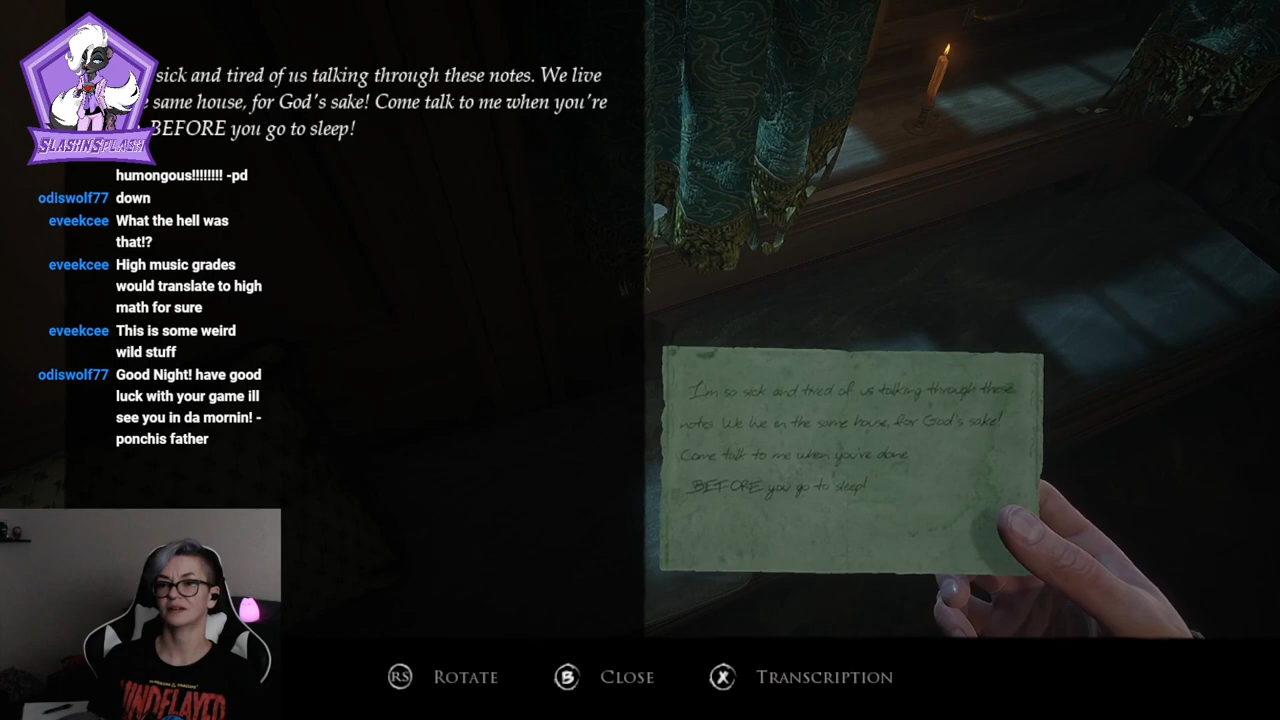 sick and tired of us talking through these notes. We live
same house, for God's sake! Come talk to me when you're
BEFORE you go to sleep!
SLASHNSPLASH
humongous!!!!!!!! -pd
odiswolf77 down
eveekcee What the hell was
that!?
eveekcee High music grades
would translate to high
math for sure
eveekcee This is some weird
wild stuff
odiswolf77 Good Night! have good
luck with your game ill
see you in da mornin! -
ponchis father
I'm so sick and tired of us talking through these
notes. We live in the same house, for God's sake!
Come talk to me when you're done
BEFORE you go to sleep!
RS ROTATE
B CLOSE
X TRANSCRIPTION